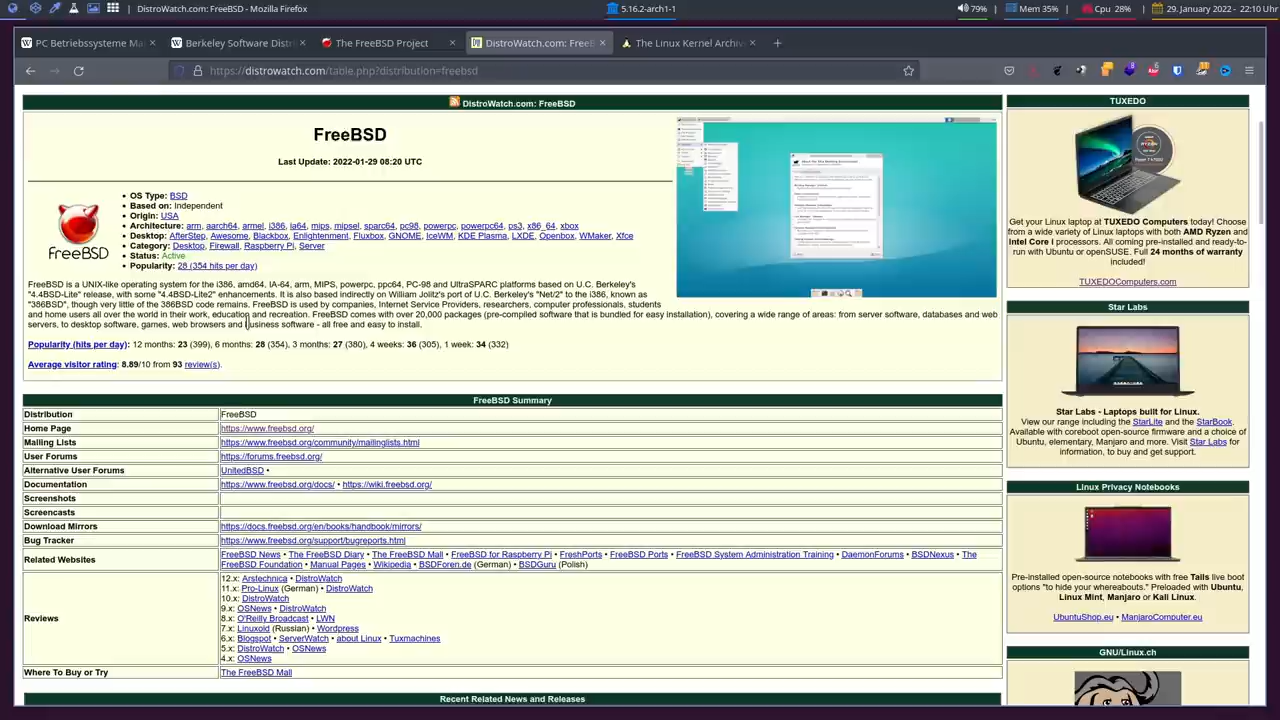 DistroWatch.com: FreeBSD - Mozilla Firefox
5.16.2-arch1-1
79%
Mem 35%
Cpu 28%
29. January 2022 - 22:10 Uhr
PC Betriebssysteme Ma
Berkeley Software Distri
The FreeBSD Project
DistroWatch.com: FreeE
The Linux Kernel Archive
https://distrowatch.com/table.php?distribution=freebsd
DistroWatch.com: FreeBSD
FreeBSD
Last Update: 2022-01-29 08:20 UTC
FreeBSD
• OS Type: BSD
• Based on: Independent
• Origin: USA
• Architecture: arm, aarch64, armel, i386, ia64, mips, mipsel, sparc64, pc98, powerpc, powerpc64, ps3, x86_64, xbox
• Desktop: AfterStep, Awesome, Blackbox, Enlightenment, Fluxbox, GNOME, IceWM, KDE Plasma, LXDE, Openbox, WMaker, Xfce
• Category: Desktop, Firewall, Raspberry Pi, Server
• Status: Active
• Popularity: 28 (354 hits per day)
FreeBSD is a UNIX-like operating system for the i386, amd64, IA-64, arm, MIPS, powerpc, ppc64, PC-98 and UltraSPARC platforms based on U.C. Berkeley's
"4.4BSD-Lite" release, with some "4.4BSD-Lite2" enhancements. It is also based indirectly on William Jolitz's port of U.C. Berkeley's "Net/2" to the i386, known as
"386BSD", though very little of the 386BSD code remains. FreeBSD is used by companies, Internet Service Providers, researchers, computer professionals, students
and home users all over the world in their work, education and recreation. FreeBSD comes with over 20,000 packages (pre-compiled software that is bundled for easy installation), covering a wide range of areas: from server software, databases and web
servers, to desktop software, games, web browsers and business software - all free and easy to install.
Popularity (hits per day): 12 months: 23 (399), 6 months: 28 (354), 3 months: 27 (380), 4 weeks: 36 (305), 1 week: 34 (332)
Average visitor rating: 8.89/10 from 93 review(s).
FreeBSD Summary
Distribution FreeBSD
Home Page https://www.freebsd.org/
Mailing Lists https://www.freebsd.org/community/mailinglists.html
User Forums https://forums.freebsd.org/
Alternative User Forums UnitedBSD •
Documentation https://www.freebsd.org/docs/ • https://wiki.freebsd.org/
Screenshots
Screencasts
Download Mirrors https://docs.freebsd.org/en/books/handbook/mirrors/
Bug Tracker https://www.freebsd.org/support/bugreports.html
Related Websites FreeBSD News • The FreeBSD Diary • The FreeBSD Mall • FreeBSD for Raspberry Pi • FreshPorts • FreeBSD Ports • FreeBSD System Administration Training • DaemonForums • BSDNexus • The
FreeBSD Foundation • Manual Pages • Wikipedia • BSDForen.de (German) • BSDGuru (Polish)
Reviews
12.x: Arstechnica • DistroWatch
11.x: Pro-Linux (German) • DistroWatch
10.x: DistroWatch
9.x: OSNews • DistroWatch
8.x: O'Reilly Broadcast • LWN
7.x: Linuxoid (Russian) • Wordpress
6.x: Blogspot • ServerWatch • about Linux • Tuxmachines
5.x: DistroWatch • OSNews
4.x: OSNews
Where To Buy or Try The FreeBSD Mall
Recent Related News and Releases
TUXEDO
Get your Linux laptop at TUXEDO Computers today! Choose
from a wide variety of Linux laptops with both AMD Ryzen and
Intel Core i processors. All coming pre-installed and ready-to-
run with Ubuntu or openSUSE. Full 24 months of warranty
included!
TUXEDOComputers.com
Star Labs
Star Labs - Laptops built for Linux.
View our range including the StarLite and the StarBook.
Available with coreboot open-source firmware and a choice of
Ubuntu, elementary, Manjaro and more. Visit Star Labs for
information, to buy and get support.
Linux Privacy Notebooks
Pre-installed open-source notebooks with free Tails live boot
options "to hide your whereabouts." Preloaded with Ubuntu,
Linux Mint, Manjaro or Kali Linux.
UbuntuShop.eu • ManjaroComputer.eu
GNU/Linux.ch